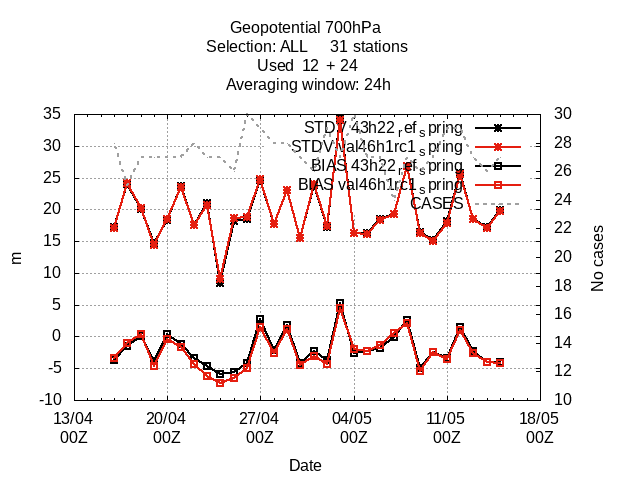 Geopotential 700hPa
Selection: ALL 31 stations
Used 12 + 24
Averaging window: 24h
35
30
25
20
15
10
5
0
-5
-10
m
30
28
26
24
22
20
18
16
14
12
10
No cases
STDV 43h22_ref_spring
STDV val46h1rc1_spring
BIAS 43h22_ref_spring
BIAS val46h1rc1_spring
CASES
13/04 20/04 27/04 04/05 11/05 18/05
00Z 00Z 00Z 00Z 00Z 00Z
Date